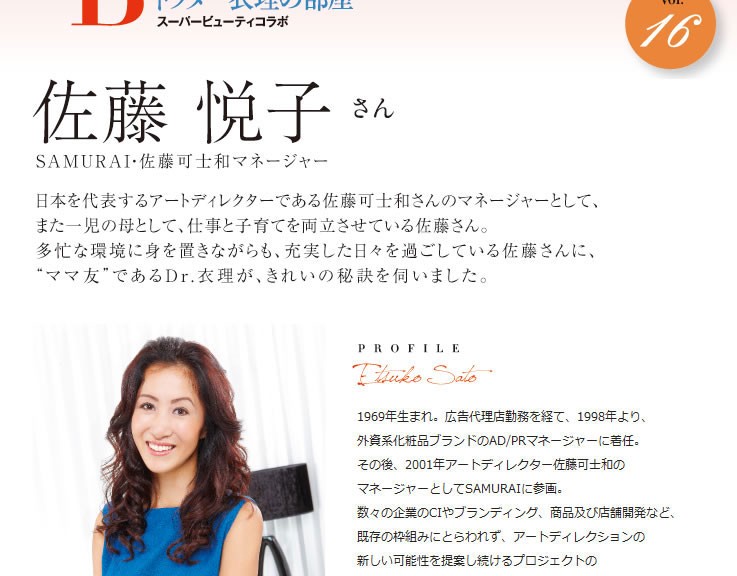 B
ドクター衣理の部屋
スーパービューティコラボ
Vol.
16
佐藤 悦子 さん
SAMURAI・佐藤可士和マネージャー
日本を代表するアートディレクターである佐藤可士和さんのマネージャーとして、
また一児の母として、仕事と子育てを両立させている佐藤さん。
多忙な環境に身を置きながらも、充実した日々を過ごしている佐藤さんに、
“ママ友”であるDr.衣理が、きれいの秘訣を伺いました。
PROFILE
Etsuko Sato
1969年生まれ。広告代理店勤務を経て、1998年より、
外資系化粧品ブランドのAD/PRマネージャーに着任。
その後、2001年アートディレクター佐藤可士和の
マネージャーとしてSAMURAIに参画。
数々の企業のCIやブランディング、商品及び店舗開発など、
既存の枠組みにとらわれず、アートディレクションの
新しい可能性を提案し続けるプロジェクトの